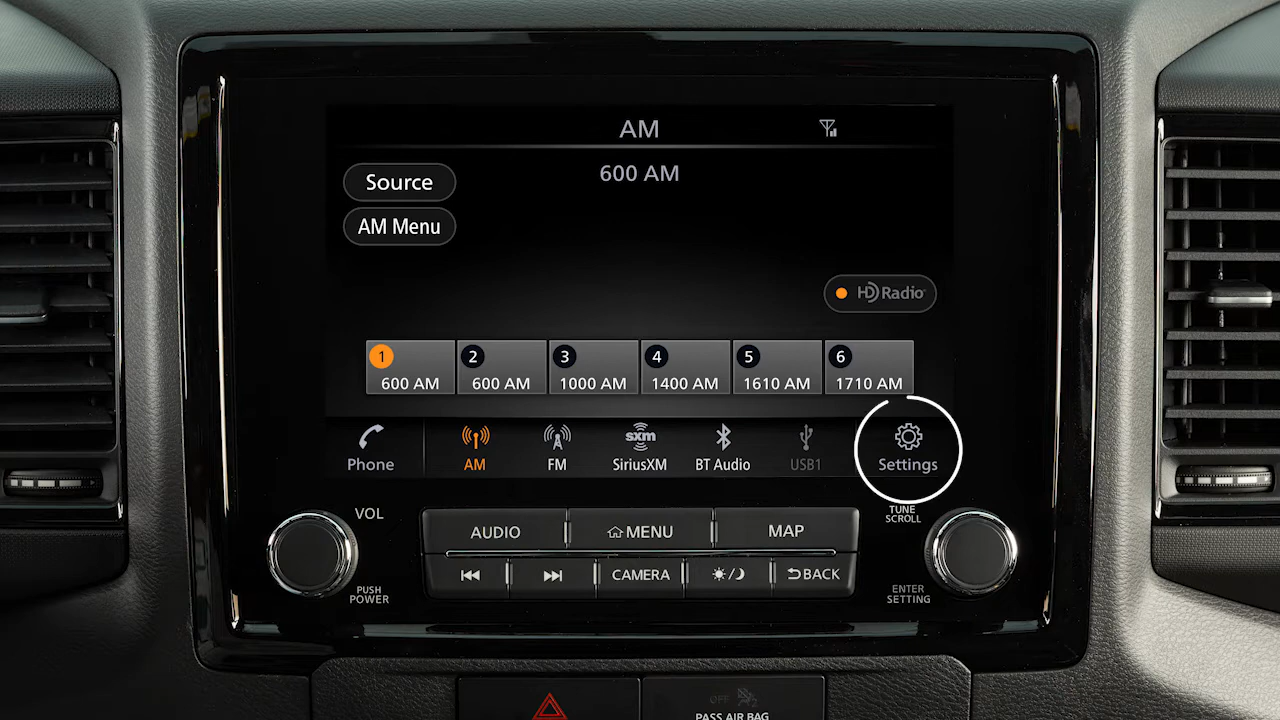 AM
600 AM
Source
AM Menu
HD Radio
1 2 3 4 5 6
600 AM 600 AM 1000 AM 1400 AM 1610 AM 1710 AM
Phone AM FM sxm SiriusXM BT Audio USB1 Settings
VOL
TUNE
SCROLL
AUDIO MENU MAP
CAMERA BACK
PUSH
POWER
ENTER
SETTING
OFF
PASS AIR BAG